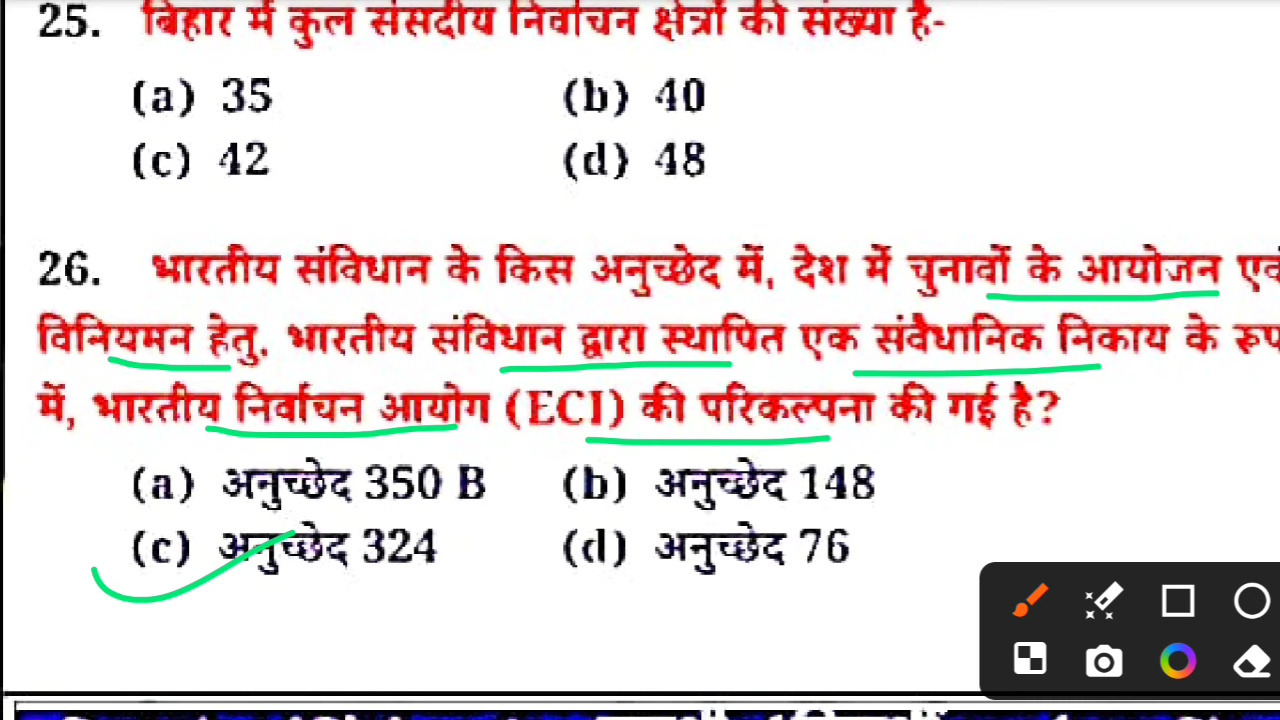 25. बिहार में कुल संसदीय निर्वाचन क्षेत्रों की संख्या है-
(a) 35 (b) 40
(c) 42 (d) 48
26. भारतीय संविधान के किस अनुच्छेद में, देश में चुनावों के आयोजन
विनियमन हेतु, भारतीय संविधान द्वारा स्थापित एक संवैधानिक निकाय के रूप
में, भारतीय निर्वाचन आयोग (ECI) की परिकल्पना की गई है?
(a) अनुच्छेद 350 B (b) अनुच्छेद 148
(c) अनुच्छेद 324 (d) अनुच्छेद 76